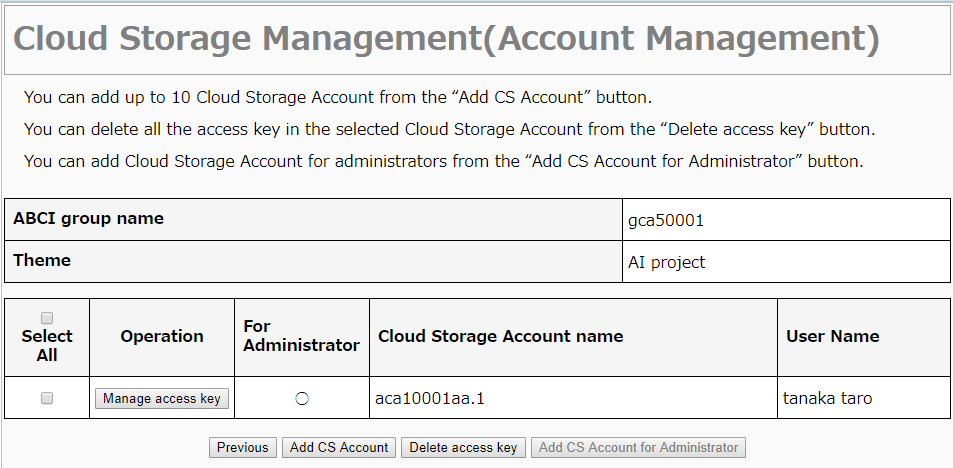 Cloud Storage Management(Account Management)
You can add up to 10 Cloud Storage Account from the “Add CS Account” button.
You can delete all the access key in the selected Cloud Storage Account from the “Delete access key” button.
You can add Cloud Storage Account for administrators from the “Add CS Account for Administrator” button.
ABCI group name gca50001
Theme AI project
Select All Operation For Administrator Cloud Storage Account name User Name
Manage access key ○ aca10001aa.1 tanaka taro
Previous Add CS Account Delete access key Add CS Account for Administrator